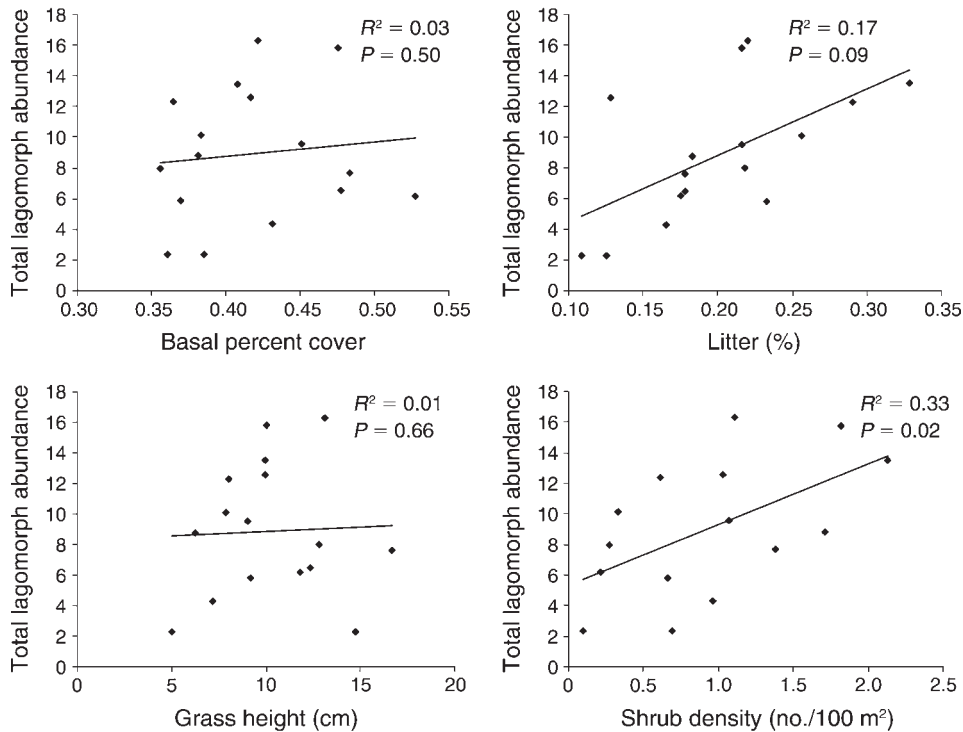 Total lagomorph abundance
18
16
14
12
10
8
6
4
2
0
R² = 0.03
P = 0.50
0.30 0.35 0.40 0.45 0.50 0.55
Basal percent cover
Total lagomorph abundance
18
16
14
12
10
8
6
4
2
0
R² = 0.17
P = 0.09
0.10 0.15 0.20 0.25 0.30 0.35
Litter (%)
Total lagomorph abundance
18
16
14
12
10
8
6
4
2
0
R² = 0.01
P = 0.66
5 10 15 20
Grass height (cm)
Total lagomorph abundance
18
16
14
12
10
8
6
4
2
0
R² = 0.33
P = 0.02
0 0.5 1.0 1.5 2.0 2.5
Shrub density (no./100 m²)